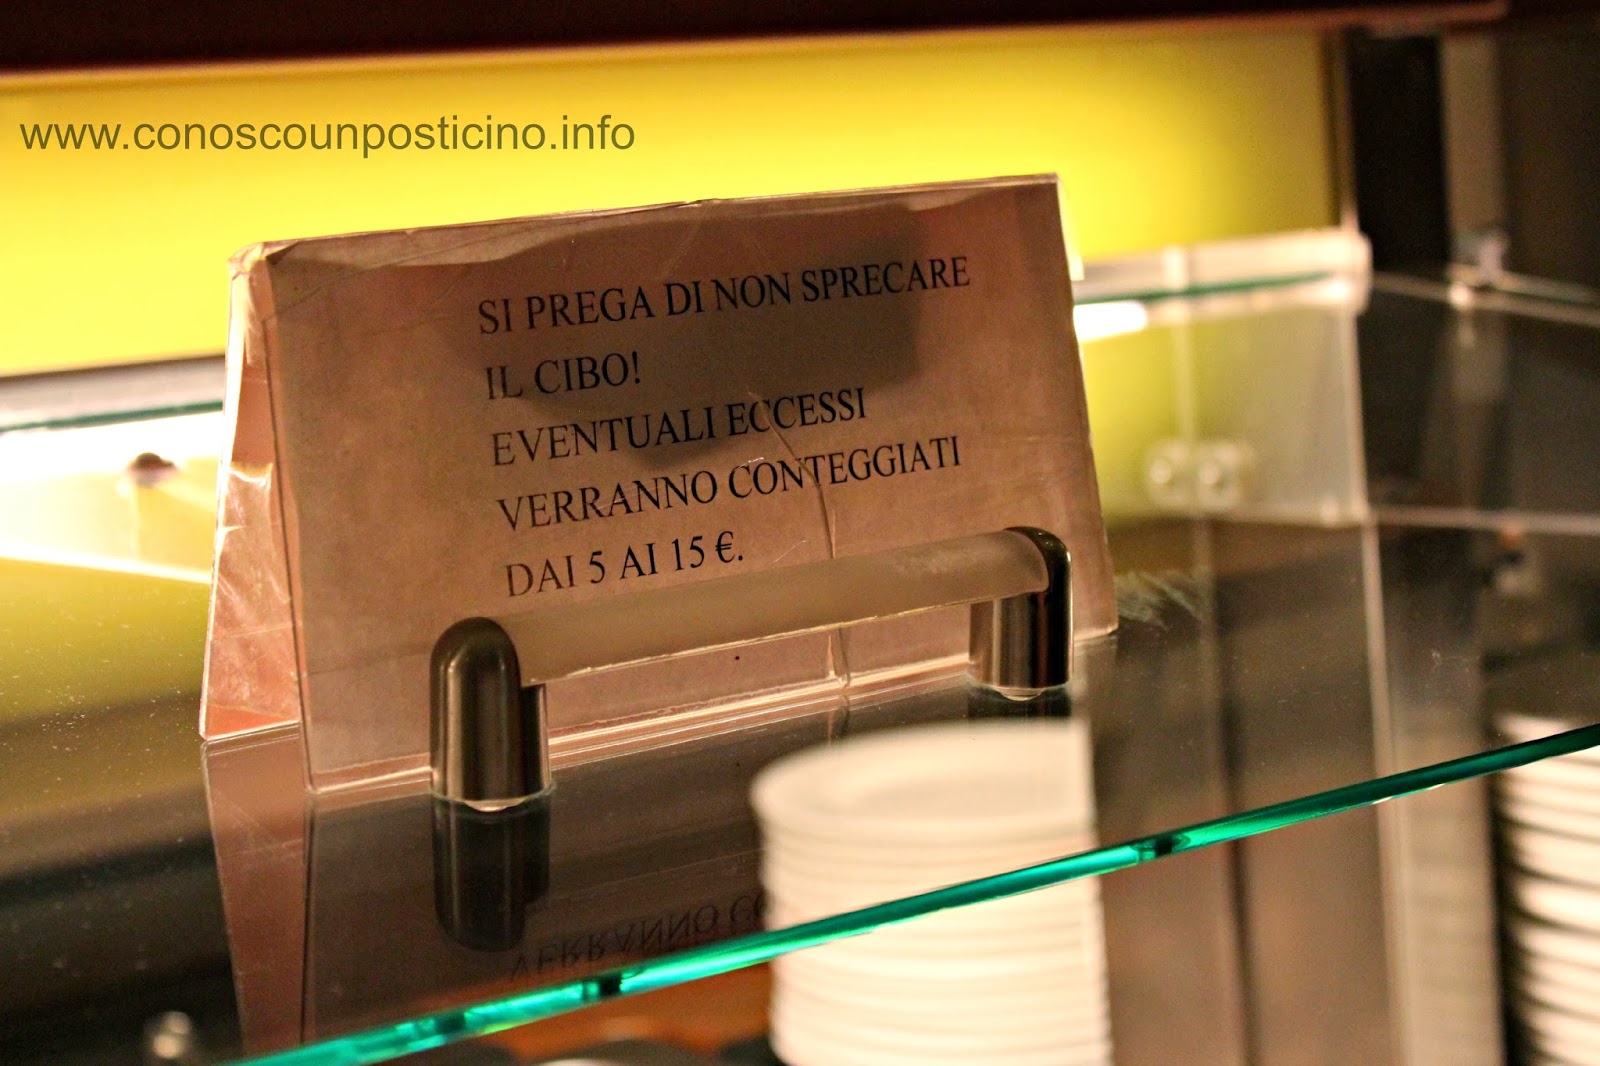 www.conoscounposticino.info
SI PREGA DI NON SPRECARE
IL CIBO!
EVENTUALI ECCESSI
VERRANNO CONTEGGIATI
DAI 5 AI 15 €.